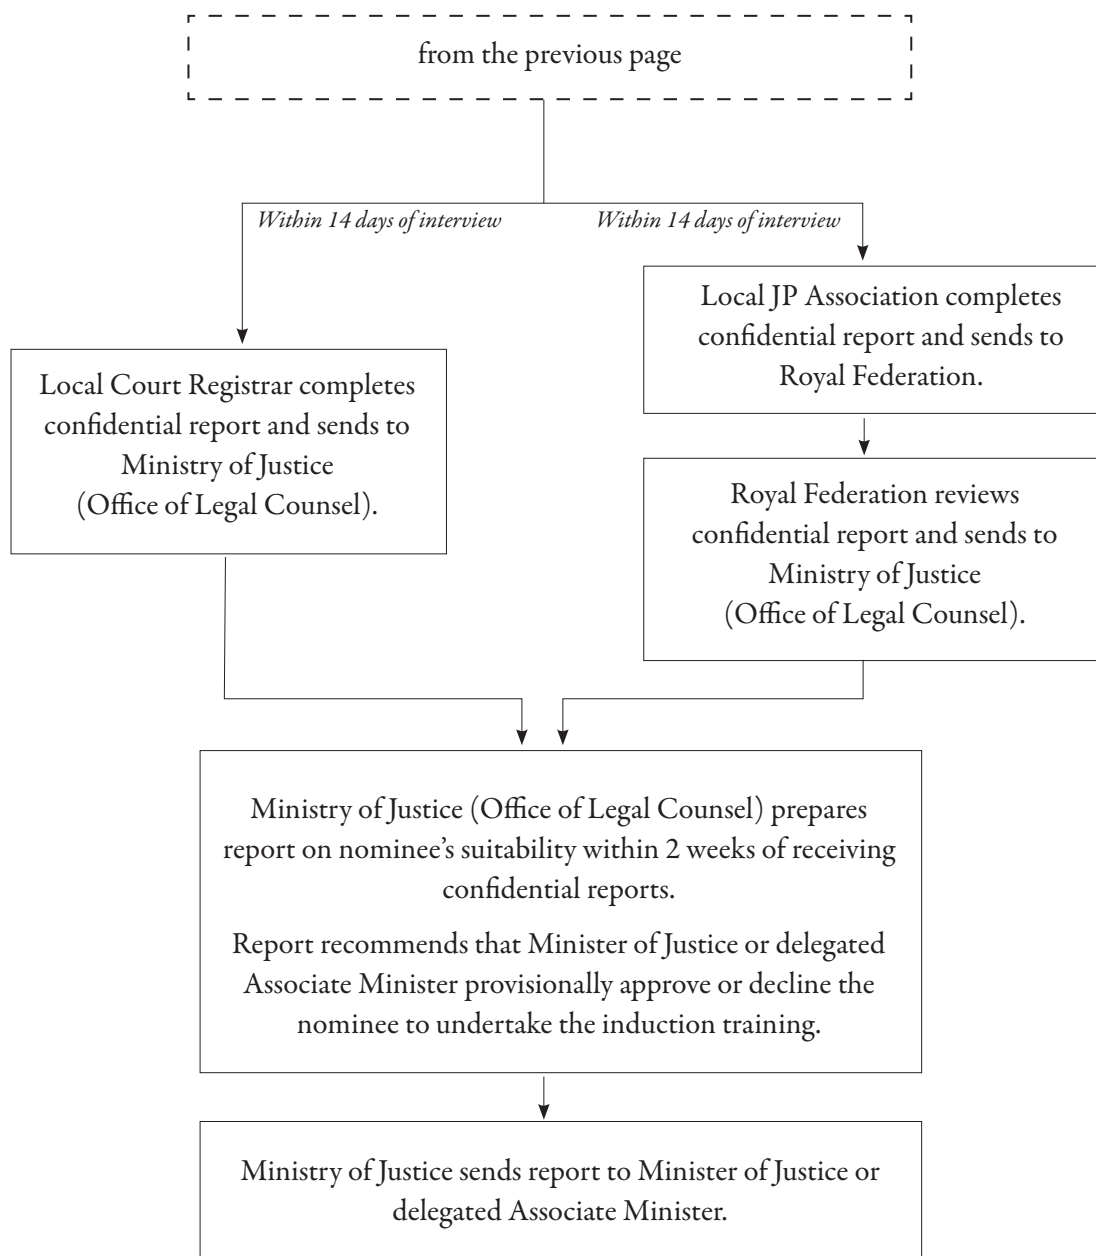 from the previous page
Within 14 days of interview
Within 14 days of interview
Local JP Association completes
confidential report and sends to
Royal Federation.
Local Court Registrar completes
confidential report and sends to
Ministry of Justice
(Office of Legal Counsel).
Royal Federation reviews
confidential report and sends to
Ministry of Justice
(Office of Legal Counsel).
Ministry of Justice (Office of Legal Counsel) prepares
report on nominee’s suitability within 2 weeks of receiving
confidential reports.
Report recommends that Minister of Justice or delegated
Associate Minister provisionally approve or decline the
nominee to undertake the induction training.
Ministry of Justice sends report to Minister of Justice or
delegated Associate Minister.